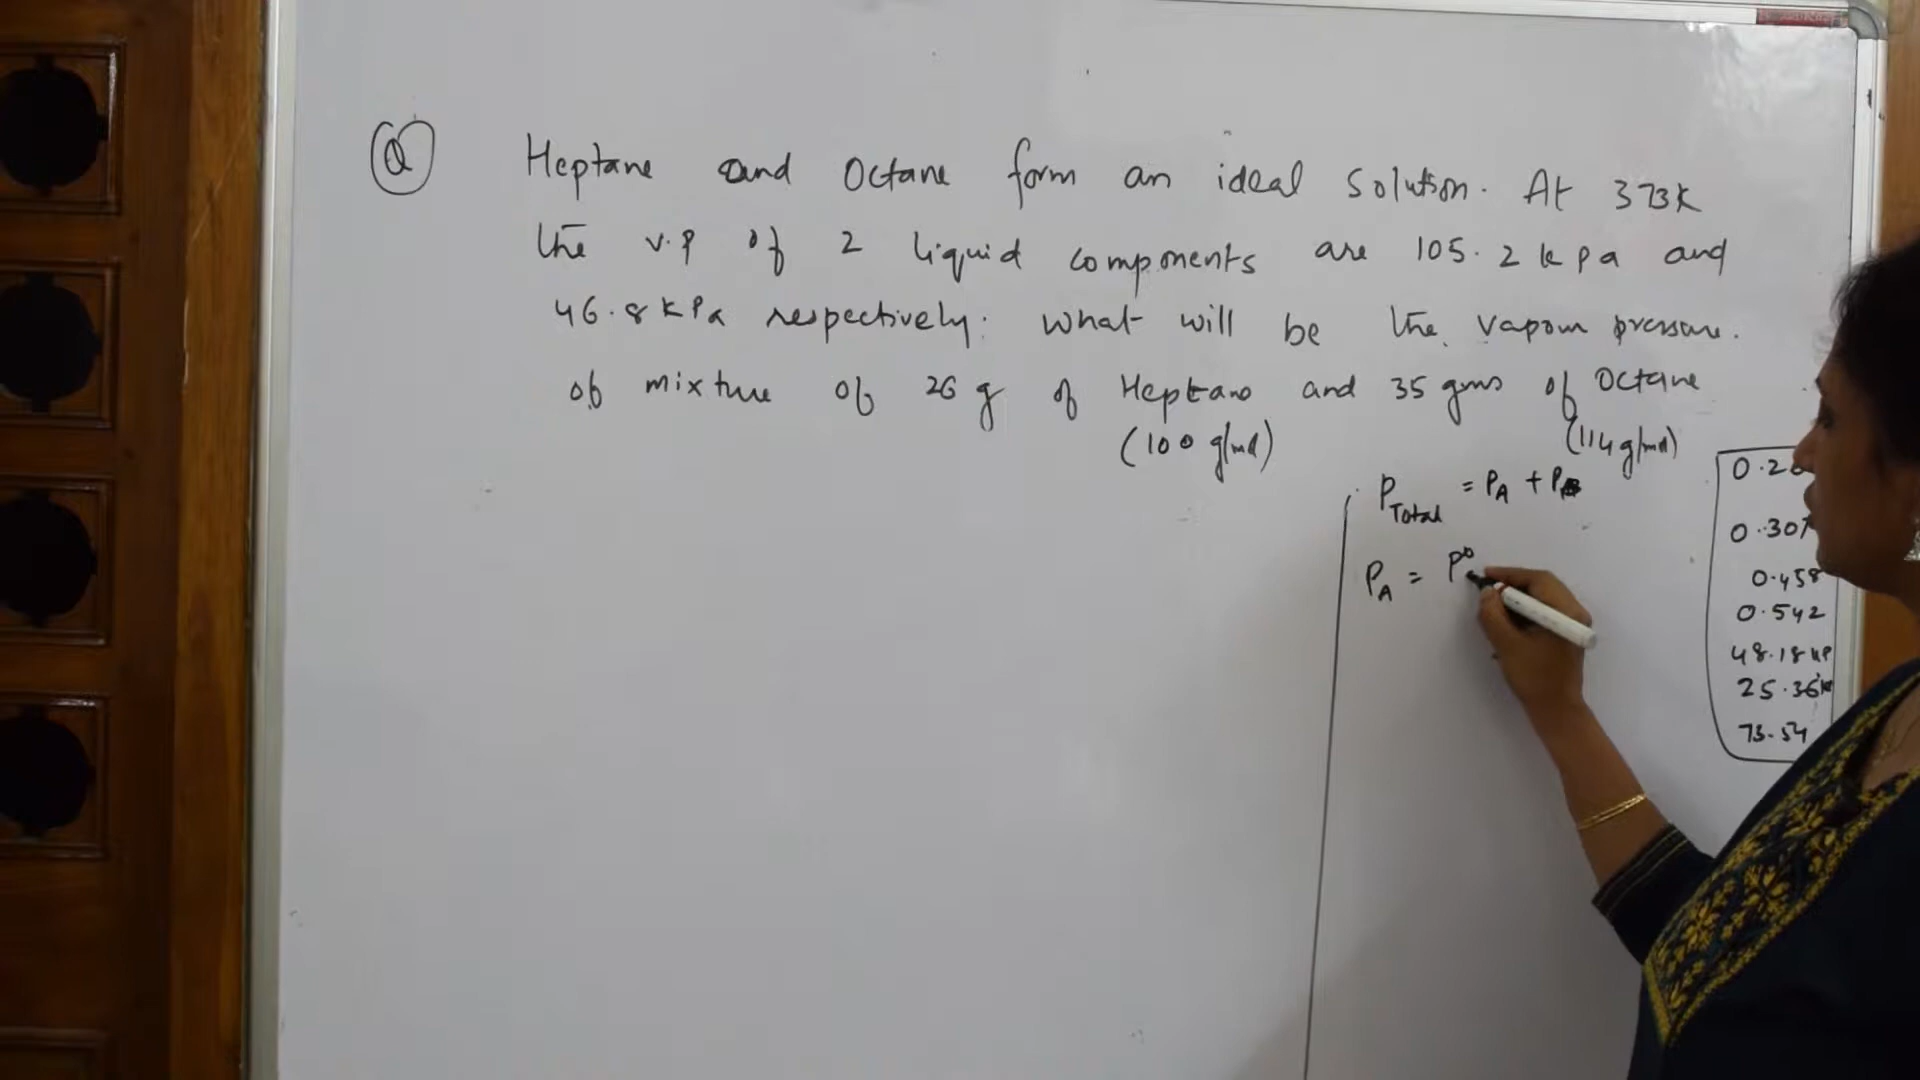 Q Heptane and Octane form an ideal solution. At 373K
the v.p of 2 liquid components are 105.2 kpa and
46.8 kPa respectively. What will be the vapour pressure.
of mixture of 26 g of Heptane and 35 gms of Octane
(100 g/mol) (114 g/mol)
P Total = PA + PB
PA = P°
0.26
0.307
0.458
0.542
48.18 kP
25.36 k
73.54